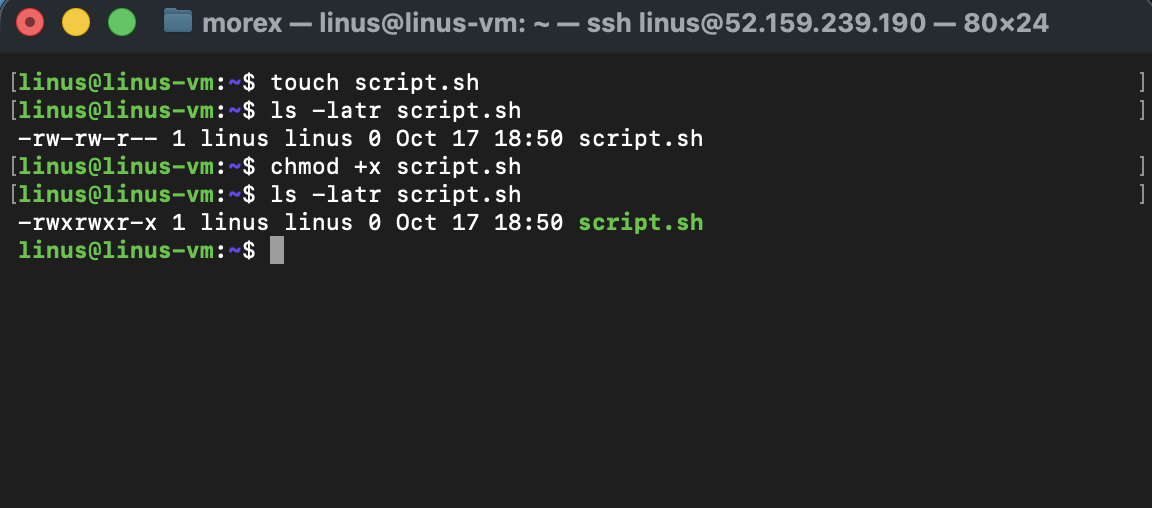 morex — linus@linus-vm: ~ — ssh linus@52.159.239.190 — 80×24
[linus@linus-vm:~$ touch script.sh ]
[linus@linus-vm:~$ ls -latr script.sh ]
-rw-rw-r-- 1 linus linus 0 Oct 17 18:50 script.sh
[linus@linus-vm:~$ chmod +x script.sh ]
[linus@linus-vm:~$ ls -latr script.sh ]
-rwxrwxr-x 1 linus linus 0 Oct 17 18:50 script.sh
linus@linus-vm:~$